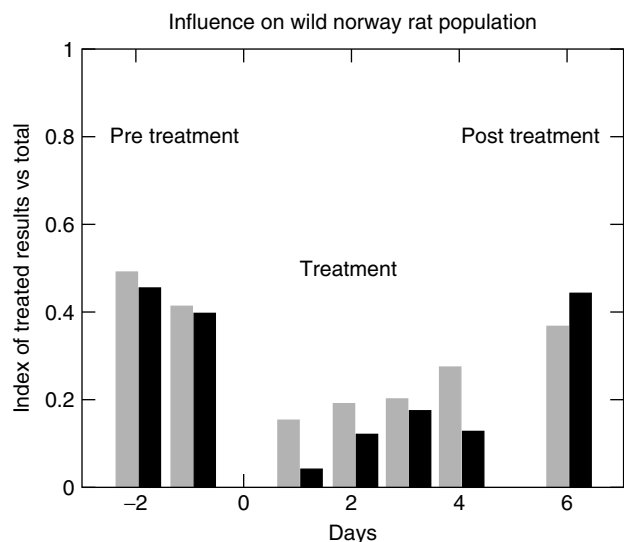 Influence on wild norway rat population
1
0.8
0.6
0.4
0.2
0
Index of treated results vs total
Pre treatment
Post treatment
Treatment
−2
0
2
4
6
Days